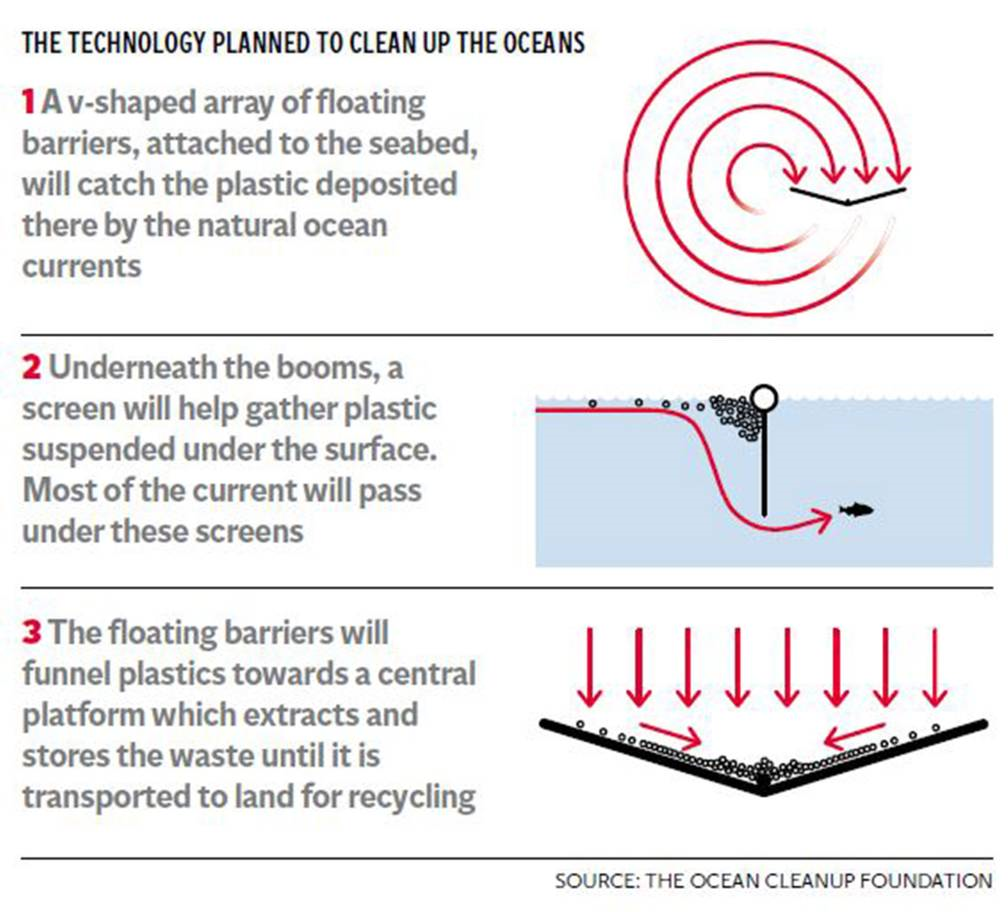 THE TECHNOLOGY PLANNED TO CLEAN UP THE OCEANS
1 A v-shaped array of floating
barriers, attached to the seabed,
will catch the plastic deposited
there by the natural ocean
currents
2 Underneath the booms, a
screen will help gather plastic
suspended under the surface.
Most of the current will pass
under these screens
3 The floating barriers will
funnel plastics towards a central
platform which extracts and
stores the waste until it is
transported to land for recycling
SOURCE: THE OCEAN CLEANUP FOUNDATION